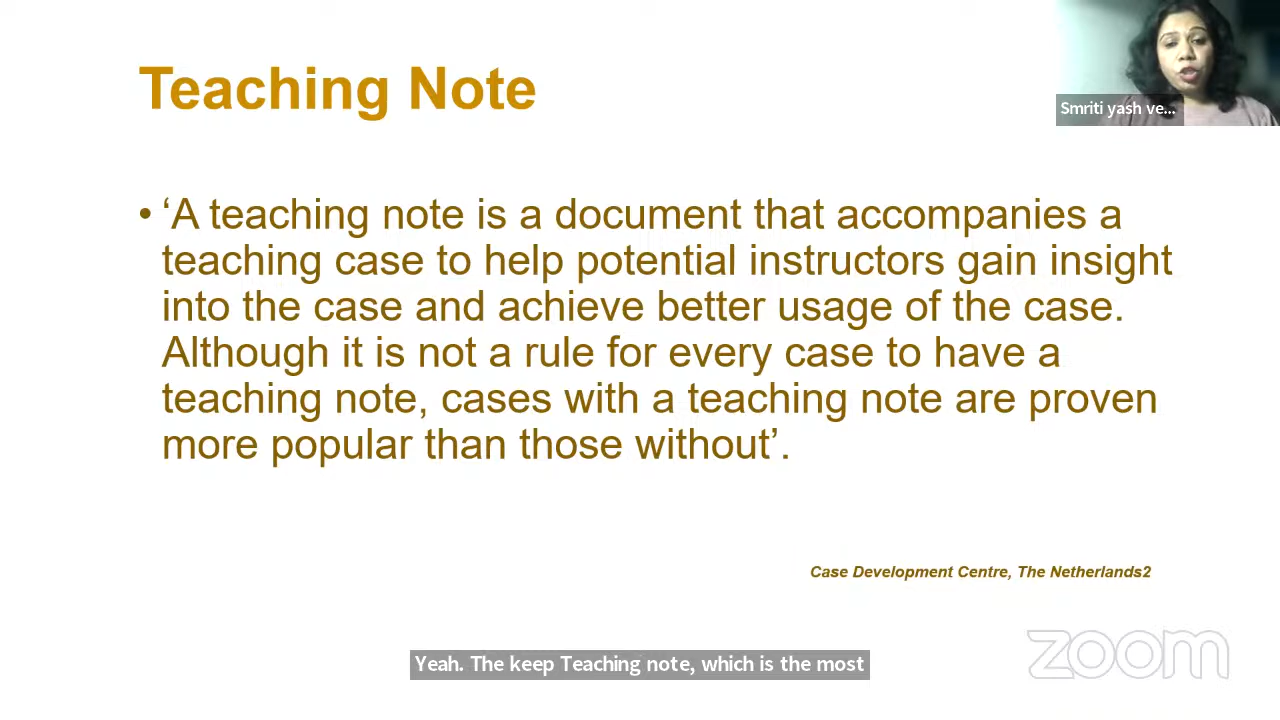 Teaching Note
Smriti yash ve...
• ‘A teaching note is a document that accompanies a
teaching case to help potential instructors gain insight
into the case and achieve better usage of the case.
Although it is not a rule for every case to have a
teaching note, cases with a teaching note are proven
more popular than those without’.
Case Development Centre, The Netherlands2
zoom
Yeah. The keep Teaching note, which is the most